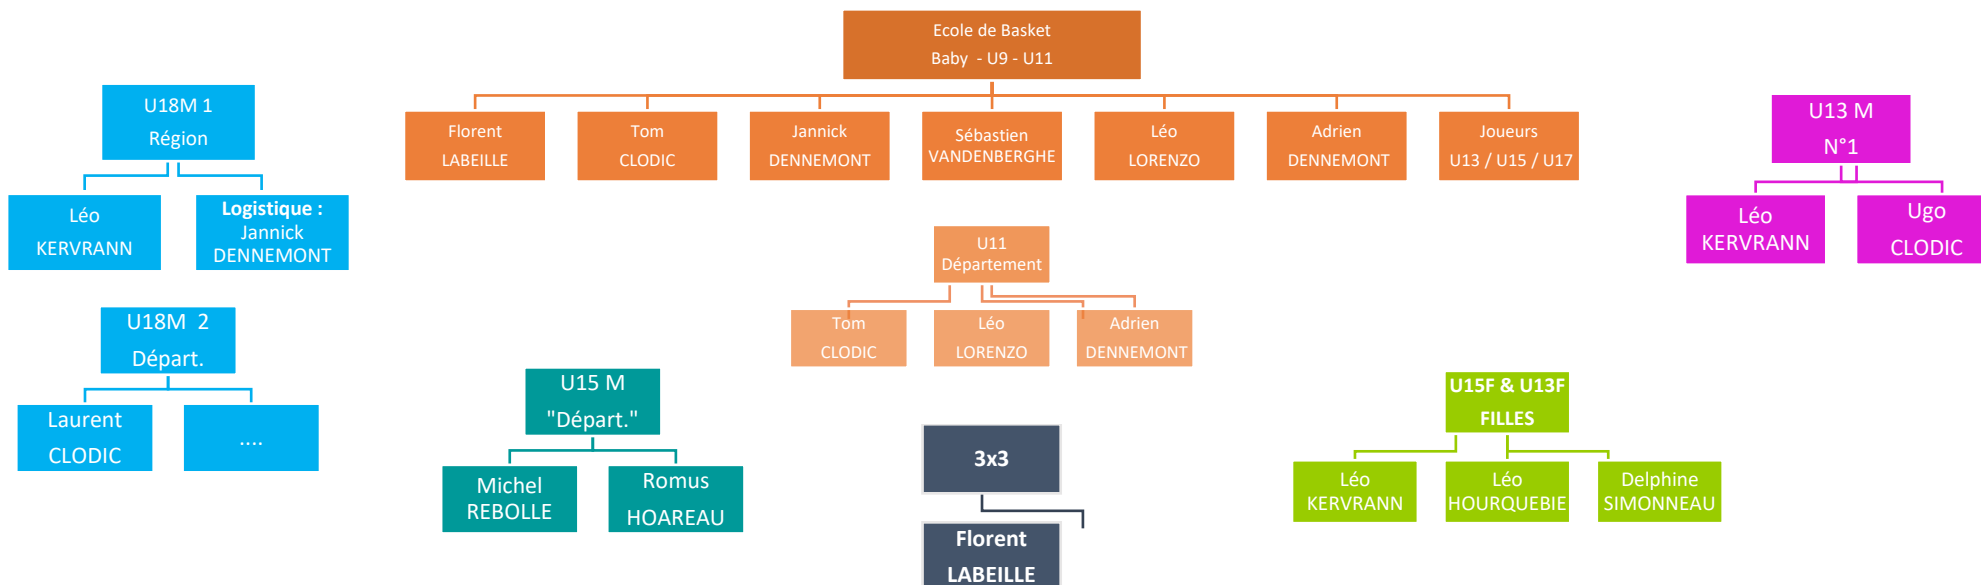 Ecole de Basket
Baby - U9 - U11
Florent
LABEILLE
Tom
CLODIC
Jannick
DENNEMONT
Sébastien
VANDENBERGHE
Léo
LORENZO
Adrien
DENNEMONT
Joueurs
U13 / U15 / U17
U18M 1
Région
Léo
KERVRANN
Logistique :
Jannick
DENNEMONT
U13 M
N°1
Léo
KERVRANN
Ugo
CLODIC
U11
Département
Tom
CLODIC
Léo
LORENZO
Adrien
DENNEMONT
U18M 2
Départ.
Laurent
CLODIC
....
U15 M
"Départ."
Michel
REBOLLE
Romus
HOAREAU
3x3
Florent
LABEILLE
U15F & U13F
FILLES
Léo
KERVRANN
Léo
HOURQUEBIE
Delphine
SIMONNEAU